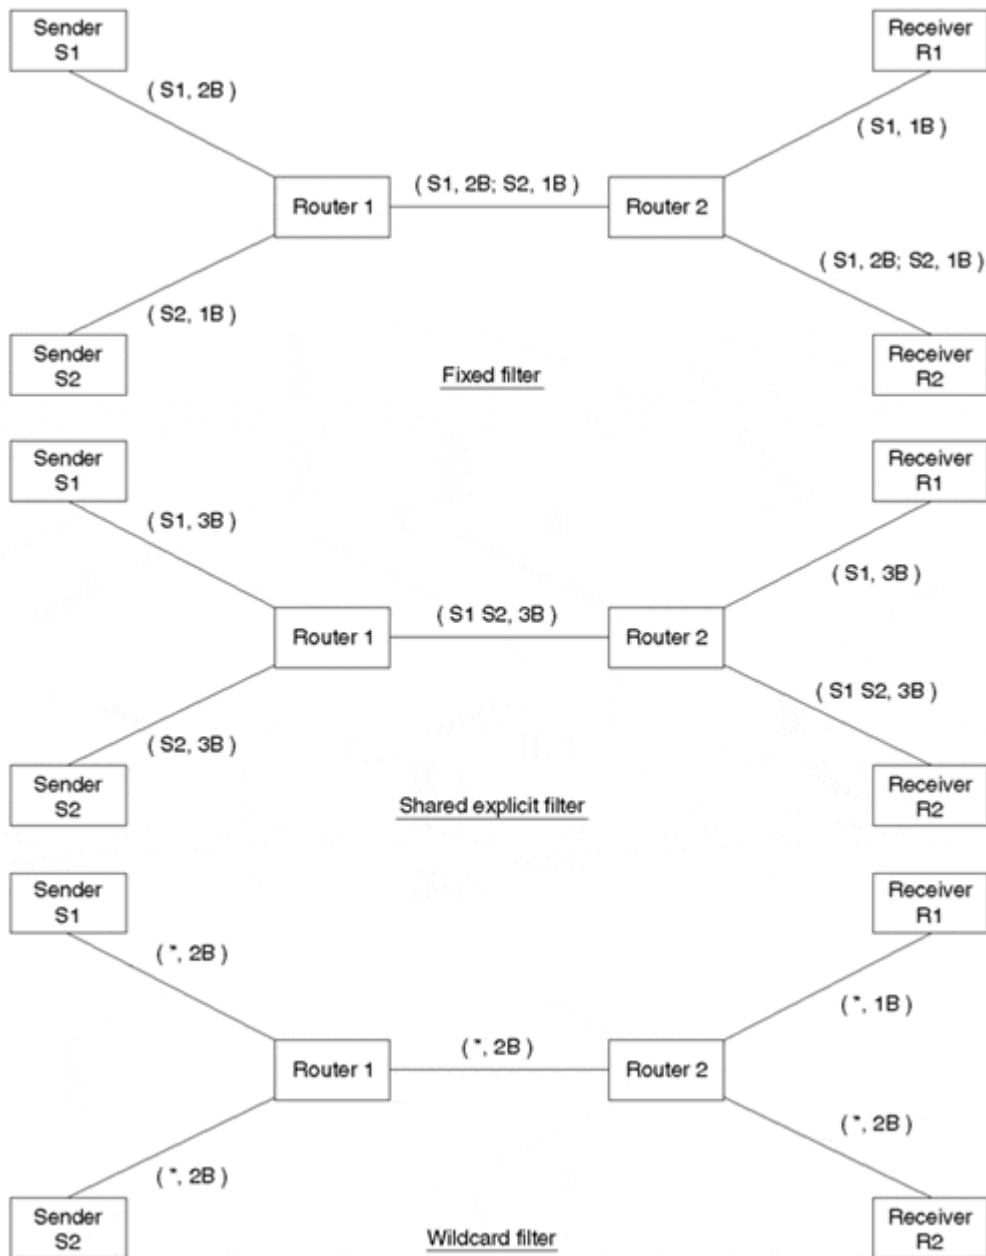 Sender
S1
Receiver
R1
( S1, 2B )
( S1, 1B )
Router 1
( S1, 2B; S2, 1B )
Router 2
( S2, 1B )
( S1, 2B; S2, 1B )
Sender
S2
Fixed filter
Receiver
R2
Sender
S1
Receiver
R1
( S1, 3B )
( S1, 3B )
Router 1
( S1 S2, 3B )
Router 2
( S2, 3B )
( S1 S2, 3B )
Sender
S2
Shared explicit filter
Receiver
R2
Sender
S1
Receiver
R1
( *, 2B )
( *, 1B )
Router 1
( *, 2B )
Router 2
( *, 2B )
( *, 2B )
Sender
S2
Wildcard filter
Receiver
R2